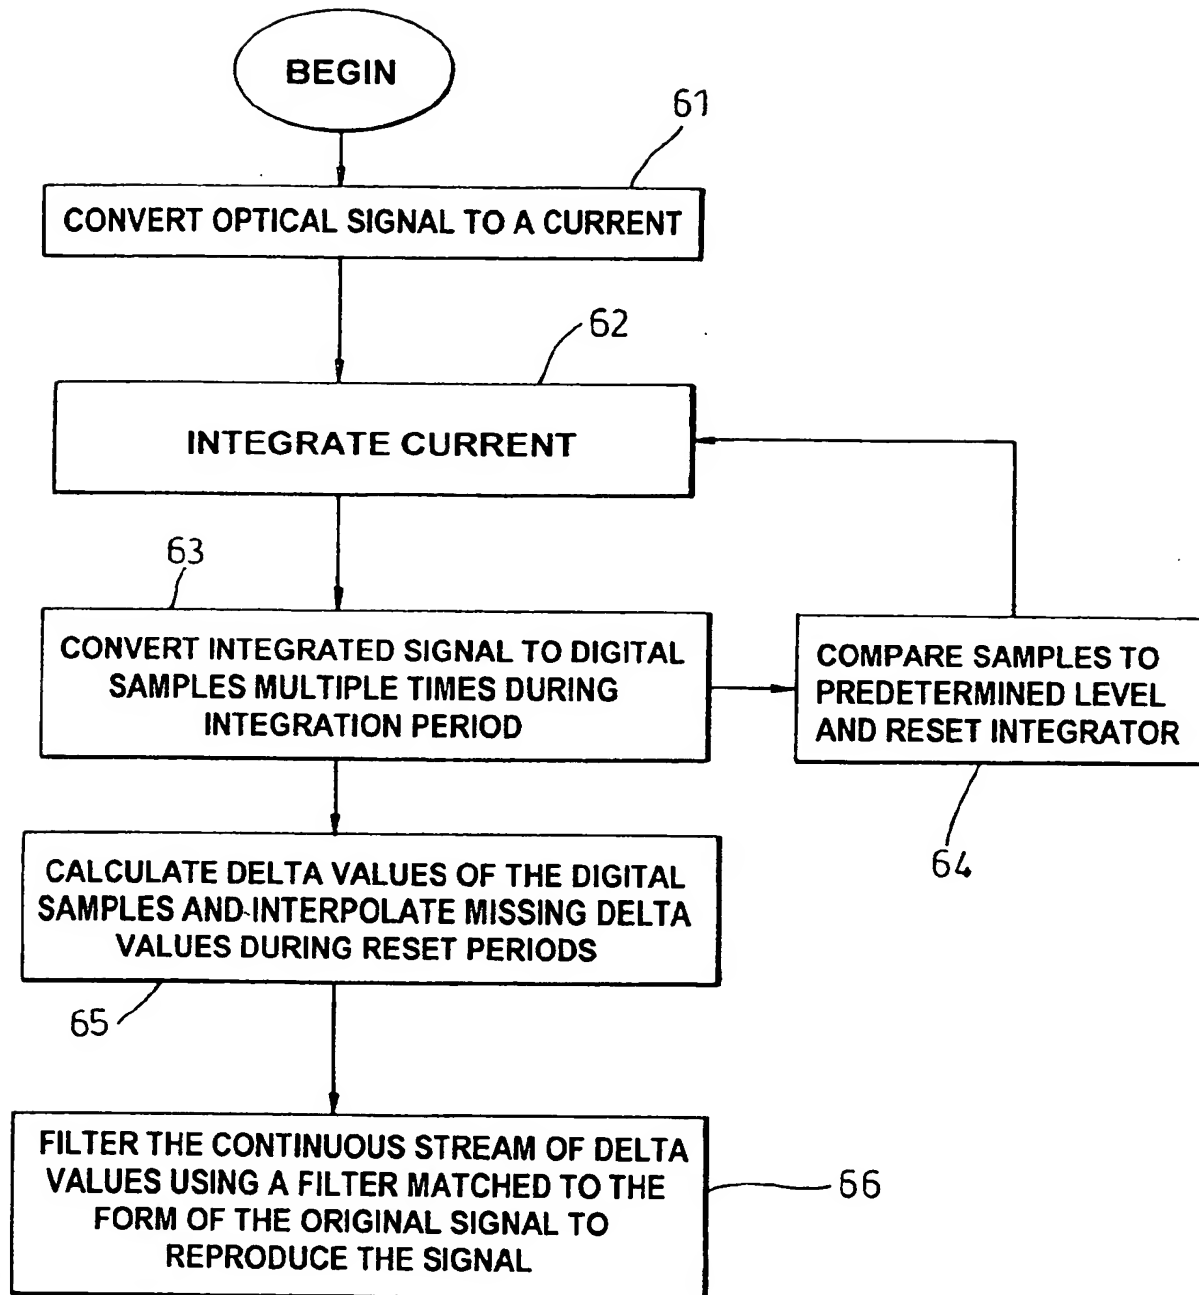 BEGIN
61
CONVERT OPTICAL SIGNAL TO A CURRENT
62
INTEGRATE CURRENT
63
CONVERT INTEGRATED SIGNAL TO DIGITAL
SAMPLES MULTIPLE TIMES DURING
INTEGRATION PERIOD
COMPARE SAMPLES TO
PREDETERMINED LEVEL
AND RESET INTEGRATOR
64
CALCULATE DELTA VALUES OF THE DIGITAL
SAMPLES AND INTERPOLATE MISSING DELTA
VALUES DURING RESET PERIODS
65
FILTER THE CONTINUOUS STREAM OF DELTA
VALUES USING A FILTER MATCHED TO THE
FORM OF THE ORIGINAL SIGNAL TO
REPRODUCE THE SIGNAL
66